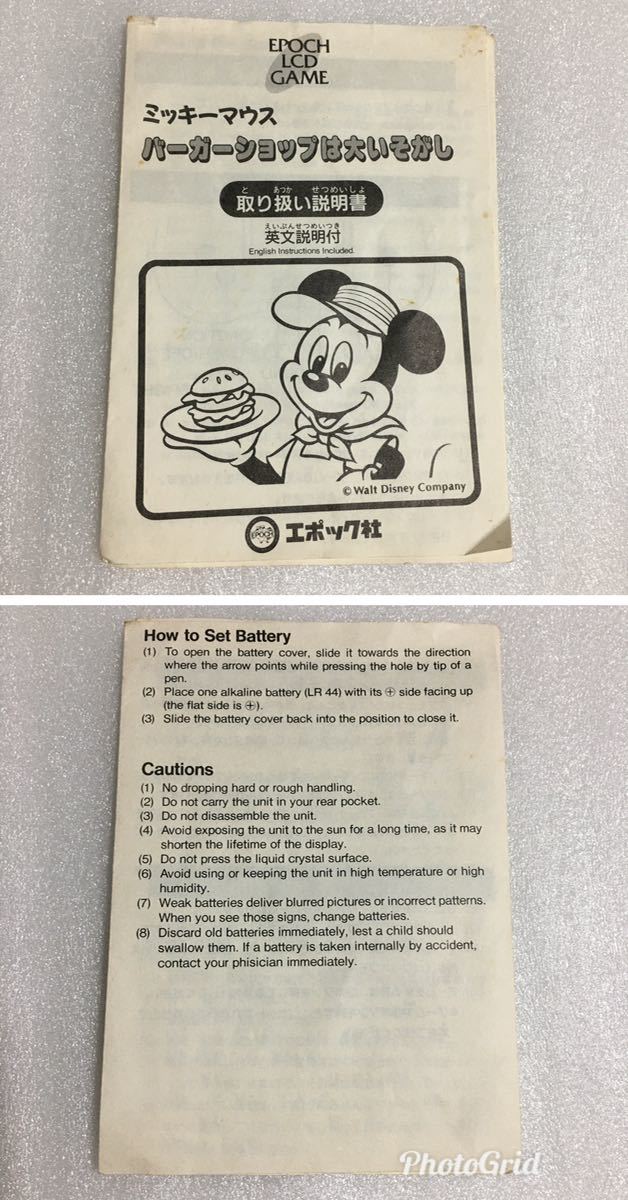 EPOCH
LCD
GAME
ミッキーマウス
バーガーショップは大いそがし
と あつか せつめいしょ
取り扱い説明書
えいぶんせつめいつき
英文説明付
English Instructions Included.
© Walt Disney Company
EPOCH エポック社
How to Set Battery
(1) To open the battery cover, slide it towards the direction
where the arrow points while pressing the hole by tip of a
pen.
(2) Place one alkaline battery (LR 44) with its ⊕ side facing up
(the flat side is ⊕).
(3) Slide the battery cover back into the position to close it.
Cautions
(1) No dropping hard or rough handling.
(2) Do not carry the unit in your rear pocket.
(3) Do not disassemble the unit.
(4) Avoid exposing the unit to the sun for a long time, as it may
shorten the lifetime of the display.
(5) Do not press the liquid crystal surface.
(6) Avoid using or keeping the unit in high temperature or high
humidity.
(7) Weak batteries deliver blurred pictures or incorrect patterns.
When you see those signs, change batteries.
(8) Discard old batteries immediately, lest a child should
swallow them. If a battery is taken internally by accident,
contact your phisician immediately.
PhotoGrid